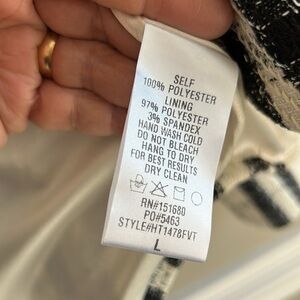 SELF
100% POLYESTER
LINING
97% POLYESTER
3% SPANDEX
HAND WASH COLD
DO NOT BLEACH
HANG TO DRY
FOR BEST RESULTS
DRY CLEAN
RN#151680
PO#5463
STYLE#HT1478FVT
L